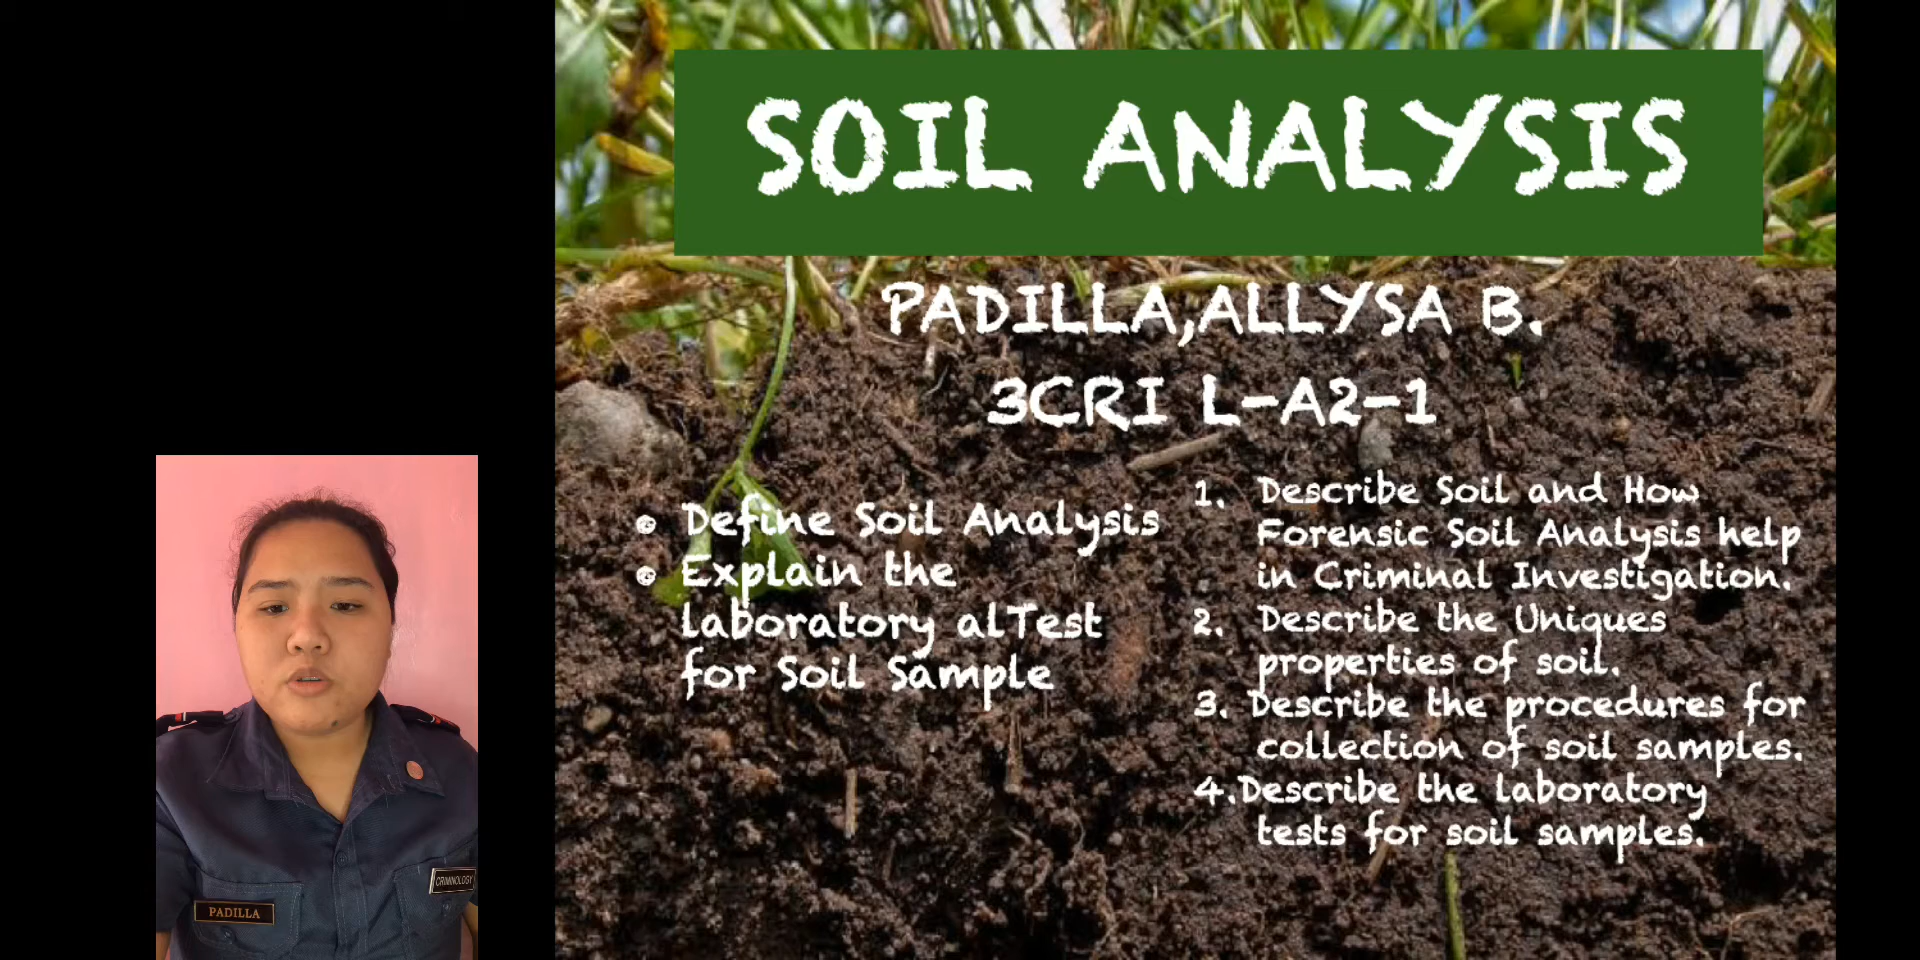 SOIL ANALYSIS
PADILLA,ALLYSA B.
3CRI L-A2-1
Define Soil Analysis
Explain the
laboratory alTest
for Soil Sample
1. Describe Soil and How
Forensic Soil Analysis help
in Criminal Investigation.
2. Describe the Uniques
properties of soil.
3. Describe the procedures for
collection of soil samples.
4.Describe the laboratory
tests for soil samples.
CRIMINOLOGY
PADILLA